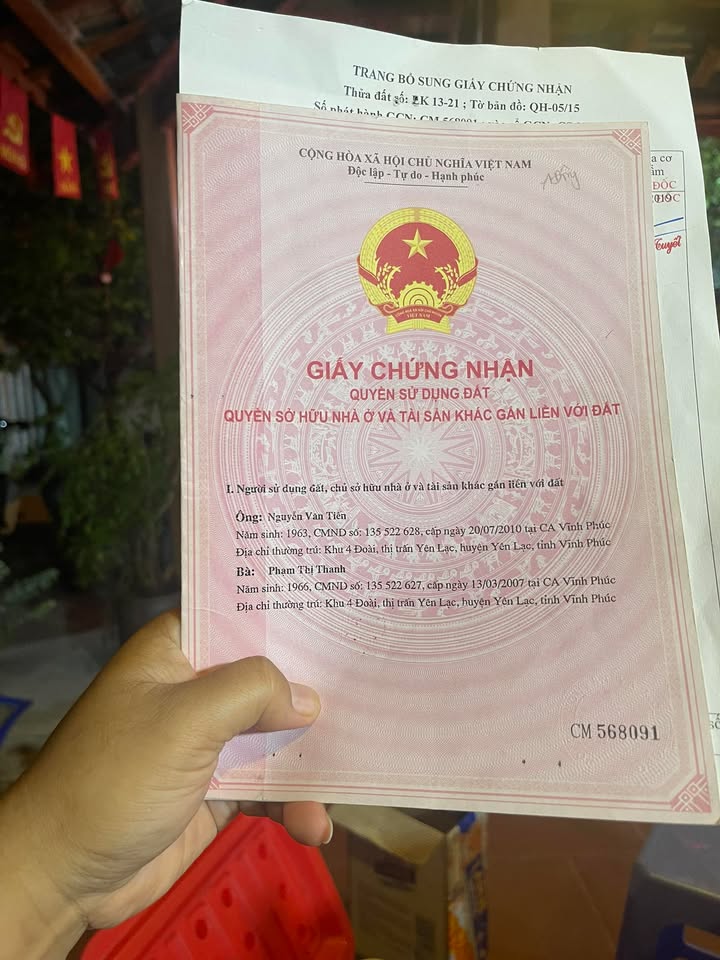 TRANG BỔ SUNG GIẤY CHỨNG NHẬN
Thửa đất số: LK 13-21 ; Tờ bản đồ: QH-05/15
Số phát hành GCN: CM 568091
CỘNG HÒA XÃ HỘI CHỦ NGHĨA VIỆT NAM
Độc lập - Tự do - Hạnh phúc
GIẤY CHỨNG NHẬN
QUYỀN SỬ DỤNG ĐẤT
QUYỀN SỞ HỮU NHÀ Ở VÀ TÀI SẢN KHÁC GẮN LIỀN VỚI ĐẤT
I. Người sử dụng đất, chủ sở hữu nhà ở và tài sản khác gắn liền với đất
Ông: Nguyễn Văn Tiến
Năm sinh: 1963, CMND số: 135 522 628, cấp ngày 20/07/2010 tại CA Vĩnh Phúc
Địa chỉ thường trú: Khu 4 Đoài, thị trấn Yên Lạc, huyện Yên Lạc, tỉnh Vĩnh Phúc
Bà: Phạm Thị Thanh
Năm sinh: 1966, CMND số: 135 522 627, cấp ngày 13/03/2007 tại CA Vĩnh Phúc
Địa chỉ thường trú: Khu 4 Đoài, thị trấn Yên Lạc, huyện Yên Lạc, tỉnh Vĩnh Phúc
CM 568091
a cơ
ĐỐC
2019
Tuyết